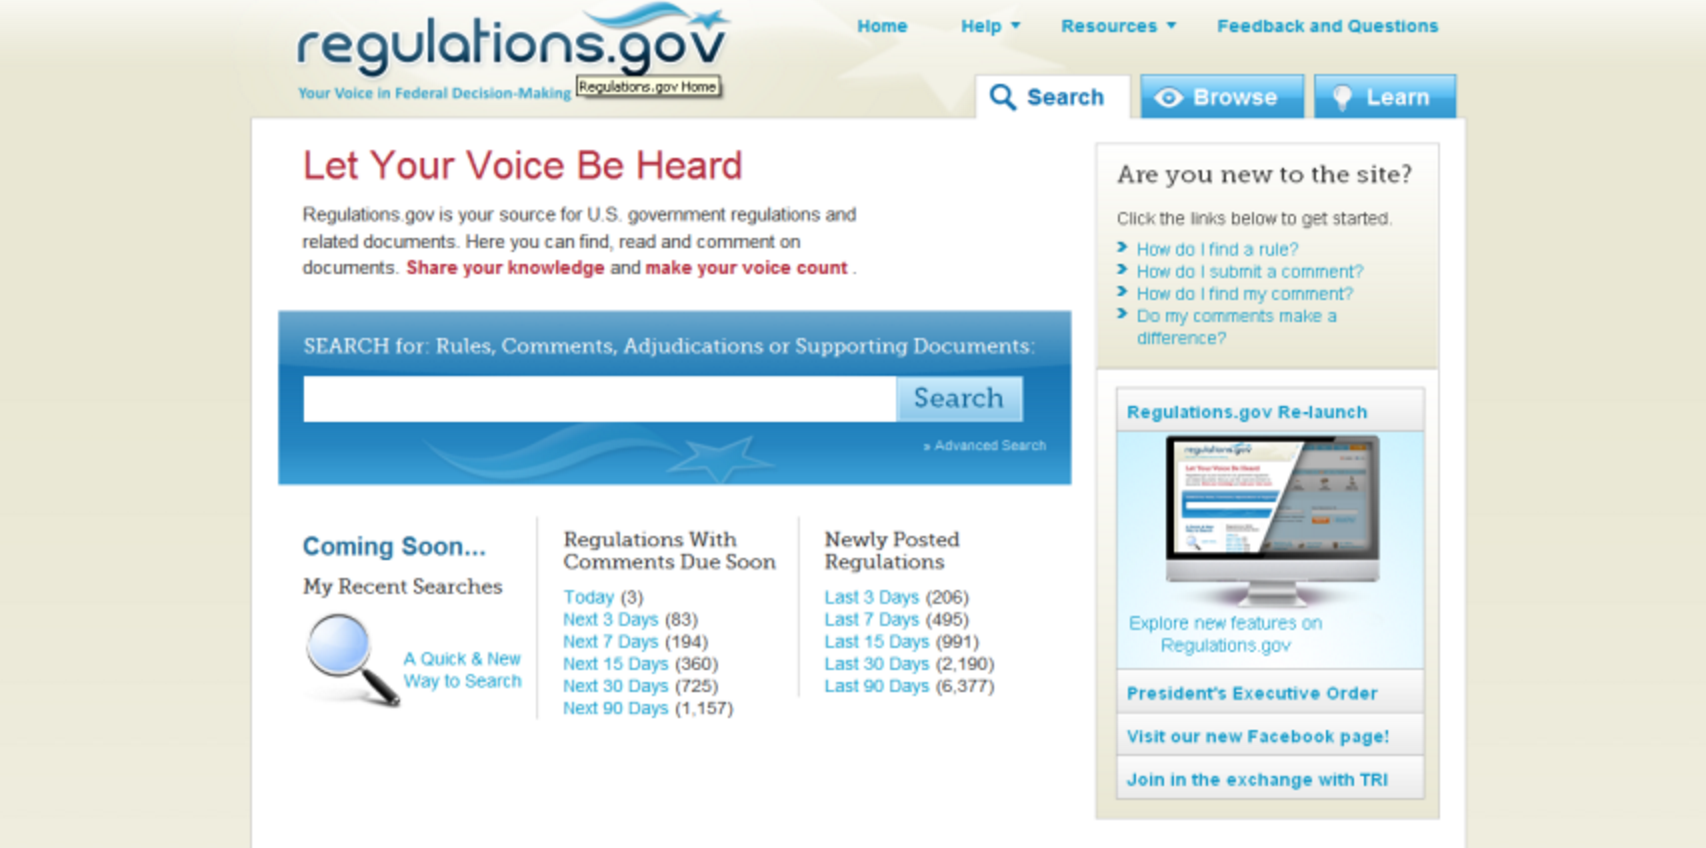 regulations.gov
Your Voice in Federal Decision-Making
Regulations.gov Home
Home
Help
Resources
Feedback and Questions
Search
Browse
Learn
Let Your Voice Be Heard
Regulations.gov is your source for U.S. government regulations and
related documents. Here you can find, read and comment on
documents. Share your knowledge and make your voice count .
SEARCH for: Rules, Comments, Adjudications or Supporting Documents:
Search
» Advanced Search
Coming Soon...
My Recent Searches
A Quick & New
Way to Search
Regulations With
Comments Due Soon
Today (3)
Next 3 Days (83)
Next 7 Days (194)
Next 15 Days (360)
Next 30 Days (725)
Next 90 Days (1,157)
Newly Posted
Regulations
Last 3 Days (206)
Last 7 Days (495)
Last 15 Days (991)
Last 30 Days (2,190)
Last 90 Days (6,377)
Are you new to the site?
Click the links below to get started.
How do I find a rule?
How do I submit a comment?
How do I find my comment?
Do my comments make a
difference?
Regulations.gov Re-launch
regulations.gov
Let Your Voice Be Heard
Explore new features on
Regulations.gov
President's Executive Order
Visit our new Facebook page!
Join in the exchange with TRI